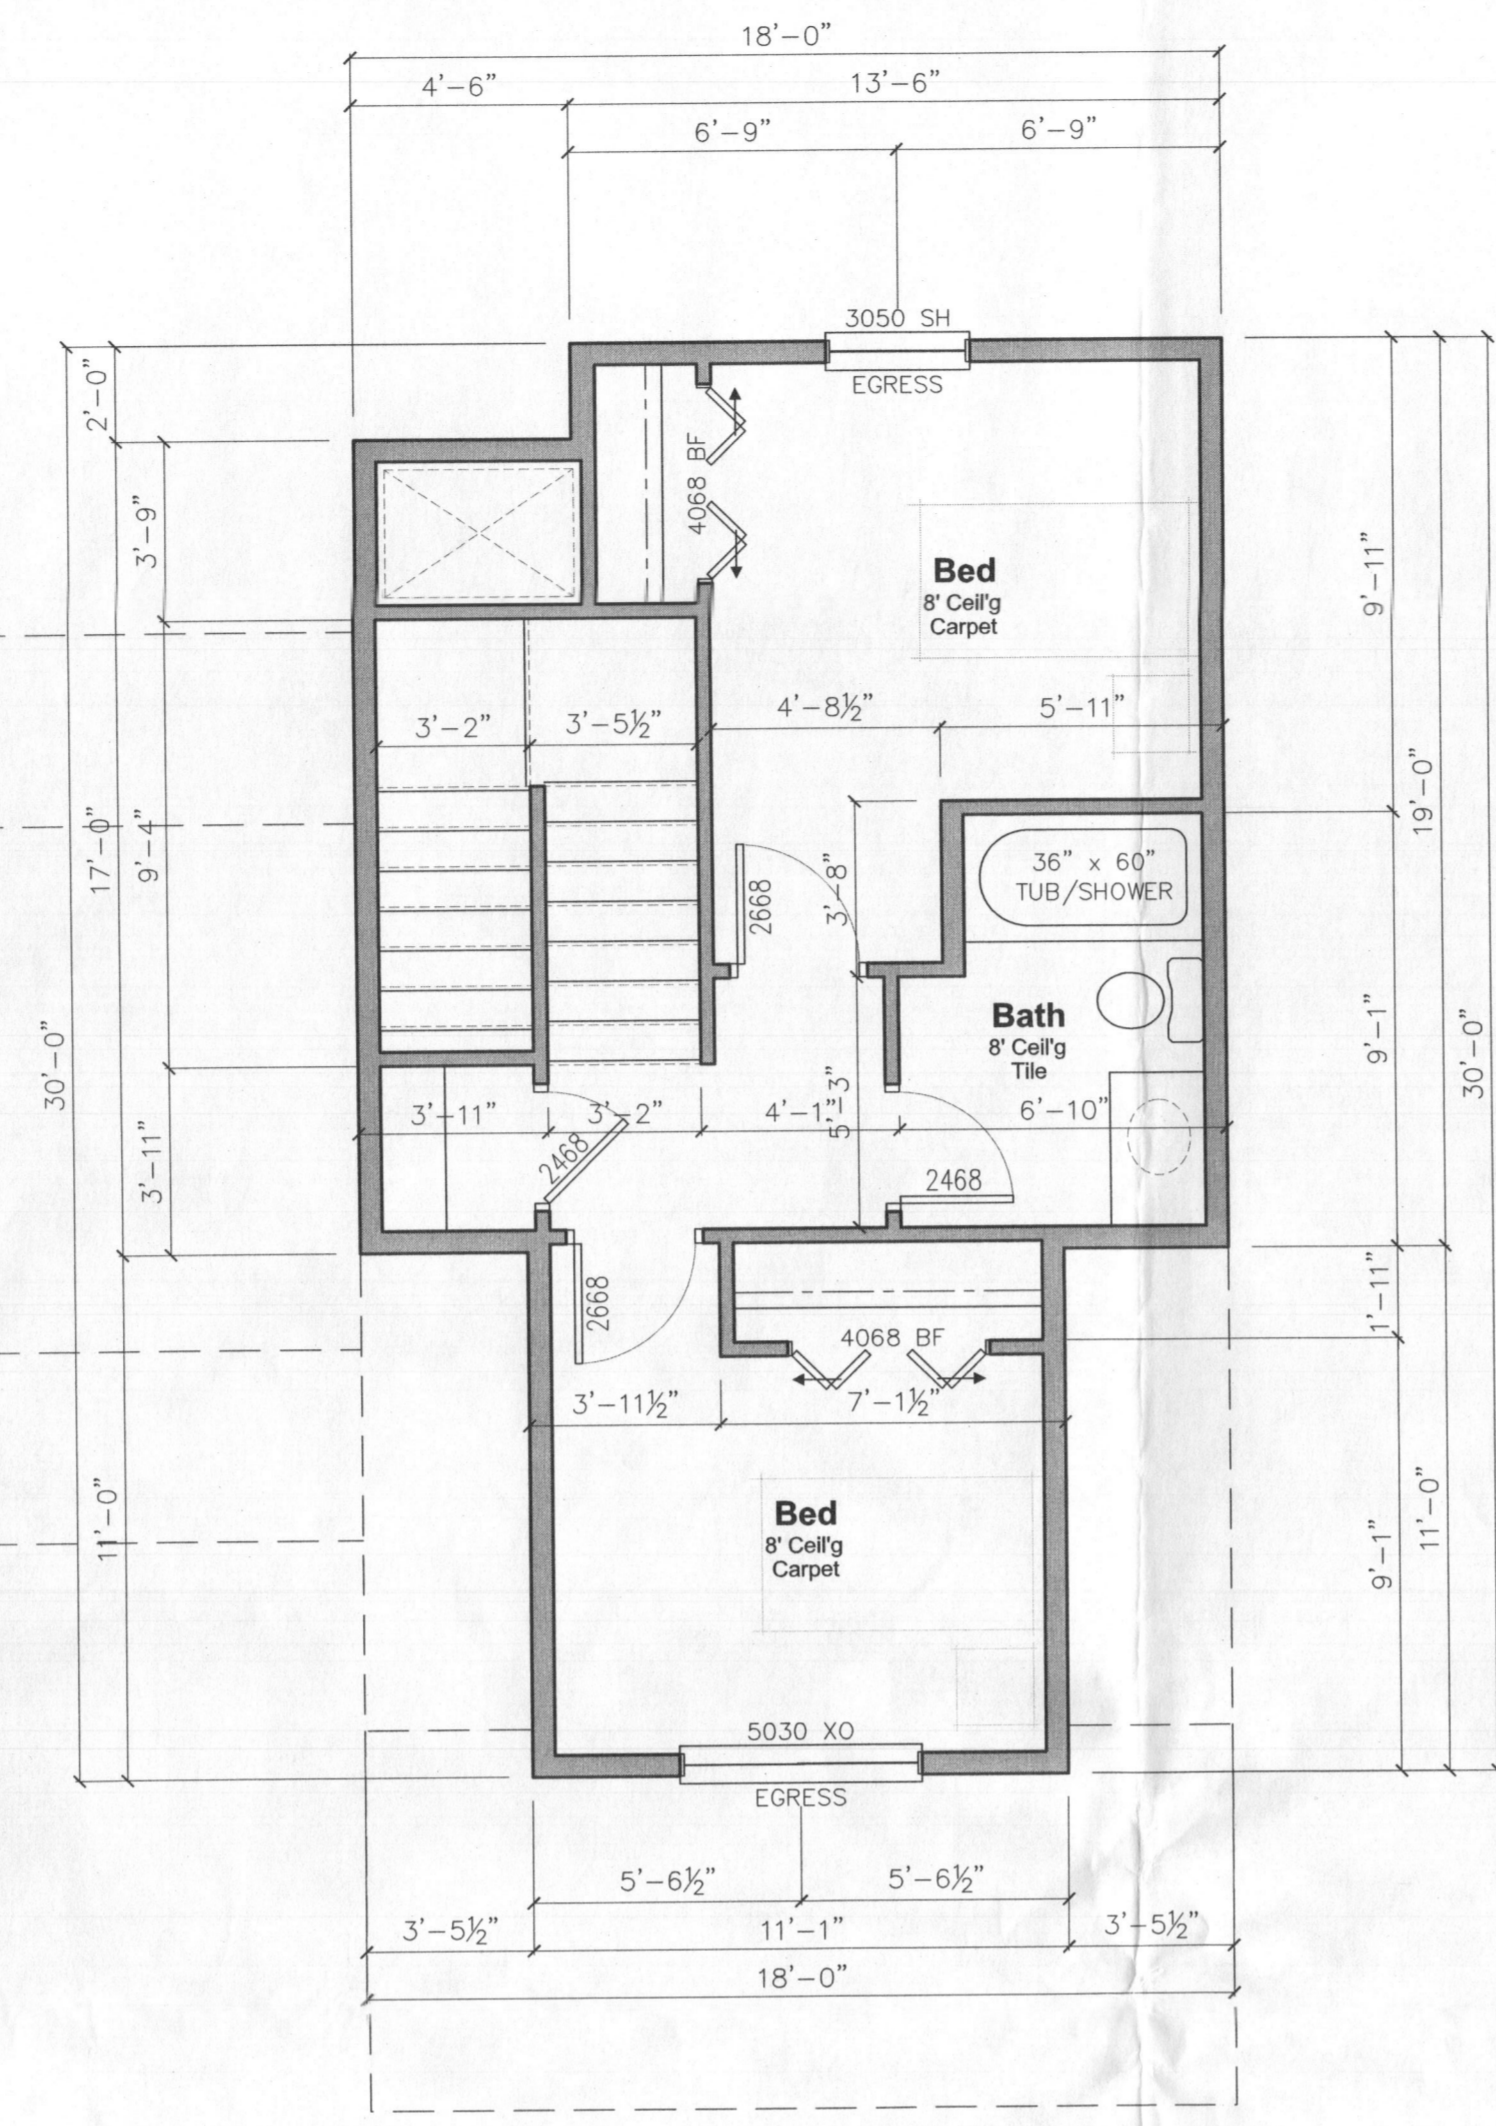 18'-0"
4'-6"
13'-6"
6'-9"
6'-9"
3050 SH
EGRESS
2'-0"
3'-9"
4068 BF
Bed
8' Ceil'g
Carpet
9'-11"
3'-2"
3'-5½"
4'-8½"
5'-11"
19'-0"
17'-0"
9'-4"
2668
3'-8"
36" x 60"
TUB/SHOWER
30'-0"
Bath
8' Ceil'g
Tile
9'-1"
30'-0"
3'-11"
3'-11"
3'-2"
4'-1"
5'-3"
6'-10"
2468
2468
2668
4068 BF
1'-11"
3'-11½"
7'-1½"
11'-0"
Bed
8' Ceil'g
Carpet
9'-1"
11'-0"
5030 XO
EGRESS
5'-6½"
5'-6½"
3'-5½"
11'-1"
3'-5½"
18'-0"